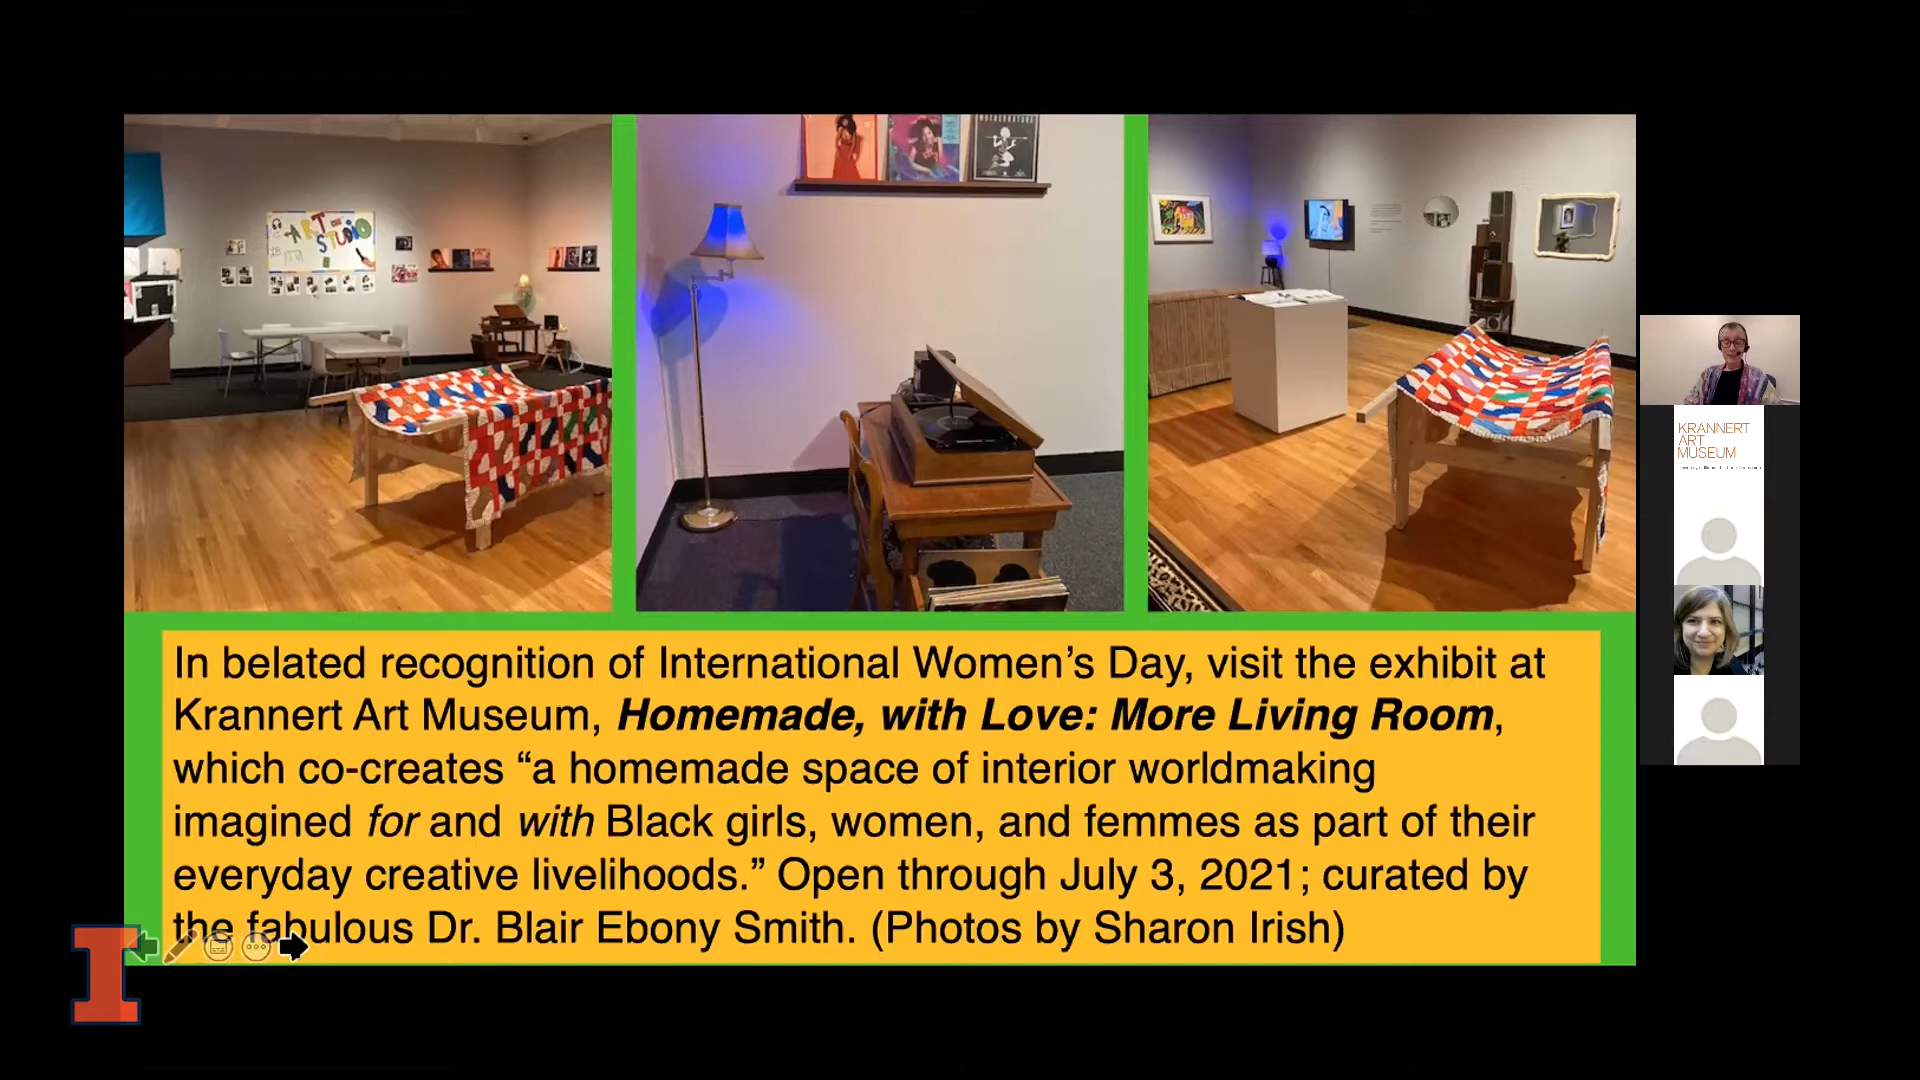 ART
STUDIO
MOTHERNATURE
In belated recognition of International Women’s Day, visit the exhibit at
Krannert Art Museum, Homemade, with Love: More Living Room,
which co-creates “a homemade space of interior worldmaking
imagined for and with Black girls, women, and femmes as part of their
everyday creative livelihoods.” Open through July 3, 2021; curated by
the fabulous Dr. Blair Ebony Smith. (Photos by Sharon Irish)
I
KRANNERT
ART
MUSEUM